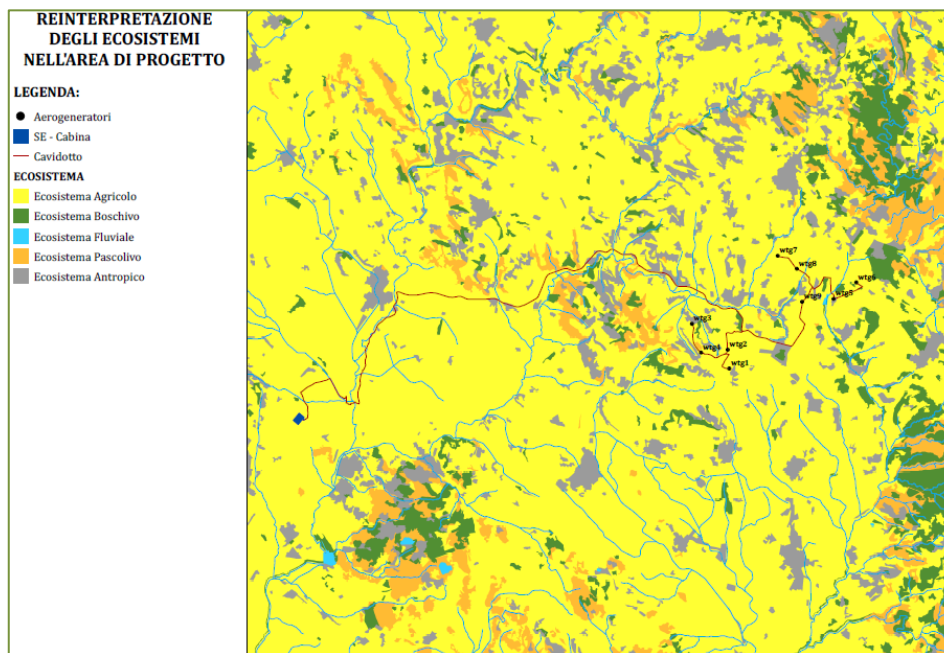 REINTERPRETAZIONE
DEGLI ECOSISTEMI
NELL'AREA DI PROGETTO
LEGENDA:
Aerogeneratori
SE - Cabina
Cavidotto
ECOSISTEMA
Ecosistema Agricolo
Ecosistema Boschivo
Ecosistema Fluviale
Ecosistema Pascolivo
Ecosistema Antropico
wtg7
wtg8
wtg6
wtg5
wtg9
wtg3
wtg2
wtg4
wtg1